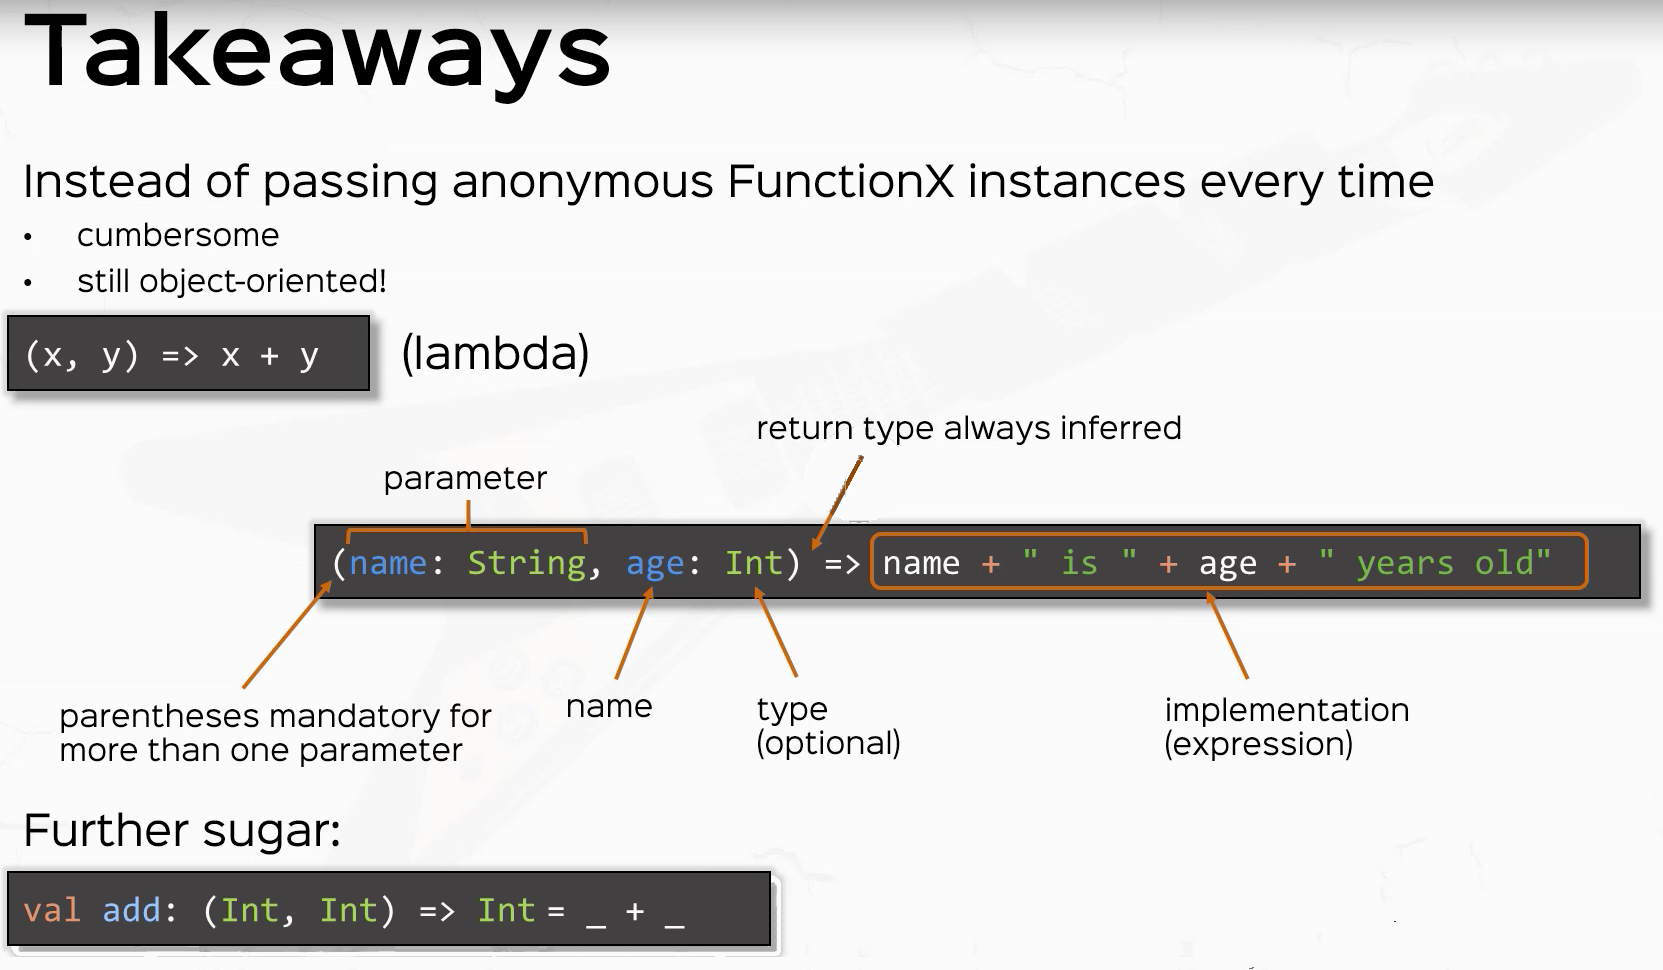 Takeaways
Instead of passing anonymous FunctionX instances every time
• cumbersome
• still object-oriented!
(x, y) => x + y
(lambda)
return type always inferred
parameter
(name: String, age: Int) => name + " is " + age + " years old"
parentheses mandatory for
more than one parameter
name
type
(optional)
implementation
(expression)
Further sugar:
val add: (Int, Int) => Int = _ + _